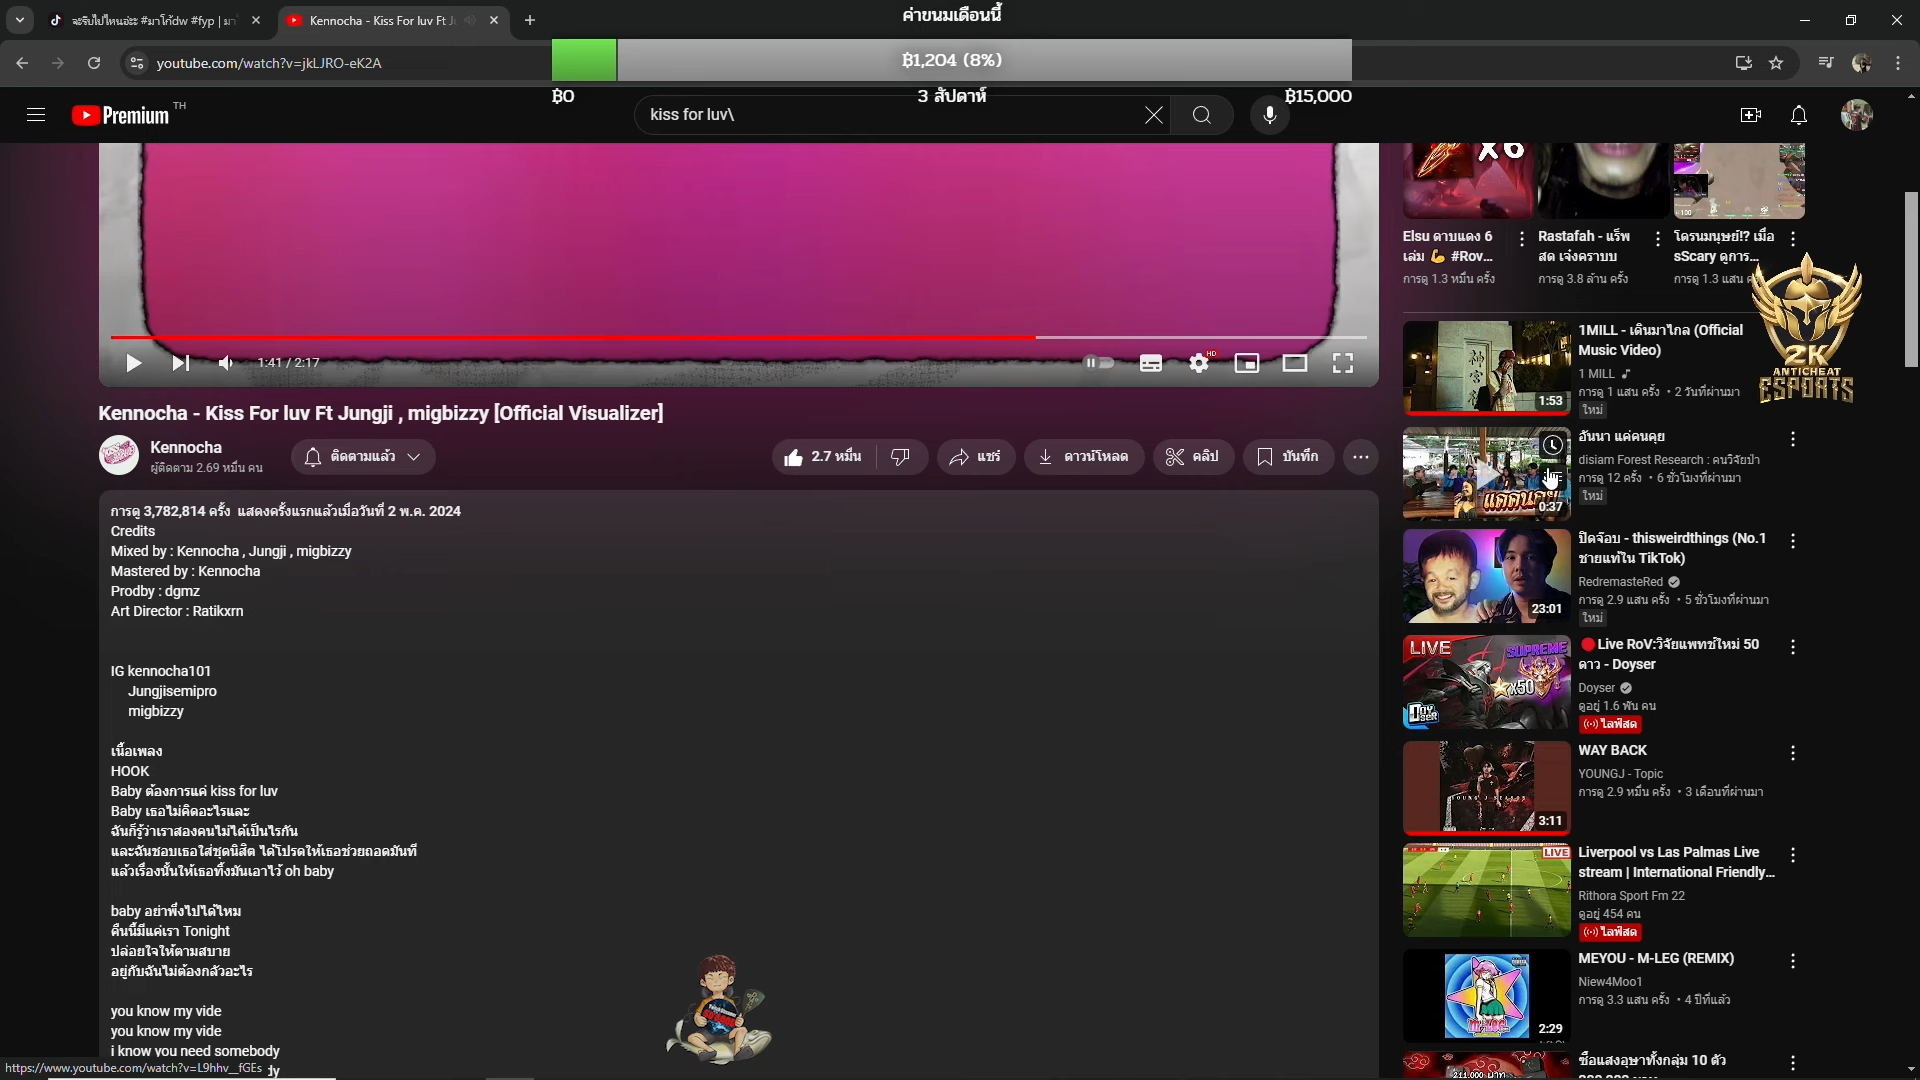 จะจีบไปไหนอ่ะ #มาโก้dw #fyp | มา
Kennocha - Kiss For luv Ft J
ค่าขนมเดือนนี้
youtube.com/watch?v=jkLJRO-eK2A
฿1,204 (8%)
฿0
3 สัปดาห์
฿15,000
Premium TH
kiss for luv\
X6
Elsu ดาบแดง 6
เล่ม 💪 #Rov...
การดู 1.3 หมื่น ครั้ง
Rastafah - แร็พ
สด เจ๋งคราบบ
การดู 3.8 ล้าน ครั้ง
โดรนมนุษย์!? เมื่อ
sScary ดูการ...
การดู 1.3 แสน
+100
1:41 / 2:17
HD
1MILL - เดินมาไกล (Official
Music Video)
1 MILL
การดู 1 แสน ครั้ง • 2 วันที่ผ่านมา
ใหม่
1:53
2K
ANTICHEAT
ESPORTS
Kennocha - Kiss For luv Ft Jungji , migbizzy [Official Visualizer]
Kennocha
ผู้ติดตาม 2.69 หมื่น คน
ติดตามแล้ว
2.7 หมื่น
แชร์
ดาวน์โหลด
คลิป
บันทึก
อันนา แค่คนคุย
disiam Forest Research : คนวิจัยป่า
การดู 12 ครั้ง • 6 ชั่วโมงที่ผ่านมา
ใหม่
แค่คนคุย
0:37
การดู 3,782,814 ครั้ง แสดงครั้งแรกแล้วเมื่อวันที่ 2 พ.ค. 2024
Credits
Mixed by : Kennocha , Jungji , migbizzy
Mastered by : Kennocha
Prodby : dgmz
Art Director : Ratikxrn
IG kennocha101
Jungjisemipro
migbizzy
เนื้อเพลง
HOOK
Baby ต้องการแค่ kiss for luv
Baby เธอไม่คิดอะไรและ
ฉันก็รู้ว่าเราสองคนไม่ได้เป็นไรกัน
และฉันชอบเธอใส่ชุดนิสิต ได้โปรดให้เธอช่วยถอดมันที่
แล้วเรื่องนั้นให้เธอทิ้งมันเอาไว้ oh baby
baby อย่าพึ่งไปได้ไหม
คืนนี้มีแค่เรา Tonight
ปล่อยใจให้ตามสบาย
อยู่กับฉันไม่ต้องกลัวอะไร
you know my vide
you know my vide
i know you need somebody
dy
ปิดจ๊อบ - thisweirdthings (No.1
ชายแท้ใน TikTok)
RedremasteRed
การดู 2.9 แสน ครั้ง • 5 ชั่วโมงที่ผ่านมา
ใหม่
23:01
LIVE
SUPREME
x50
DOY
SER
🔴Live RoV:วิจัยแพทช์ใหม่ 50
ดาว - Doyser
Doyser
ดูอยู่ 1.6 พัน คน
ไลฟ์สด
WAY BACK
YOUNGJ - Topic
การดู 2.9 หมื่น ครั้ง • 3 เดือนที่ผ่านมา
3:11
LIVE
Liverpool vs Las Palmas Live
stream | International Friendly...
Rithora Sport Fm 22
ดูอยู่ 454 คน
ไลฟ์สด
MEYOU - M-LEG (REMIX)
Niew4Moo1
การดู 3.3 แสน ครั้ง • 4 ปีที่แล้ว
2:29
ซื้อแสงอุษาทั้งกลุ่ม 10 ตัว
211,000 บาท
https://www.youtube.com/watch?v=L9hhv__fGEs